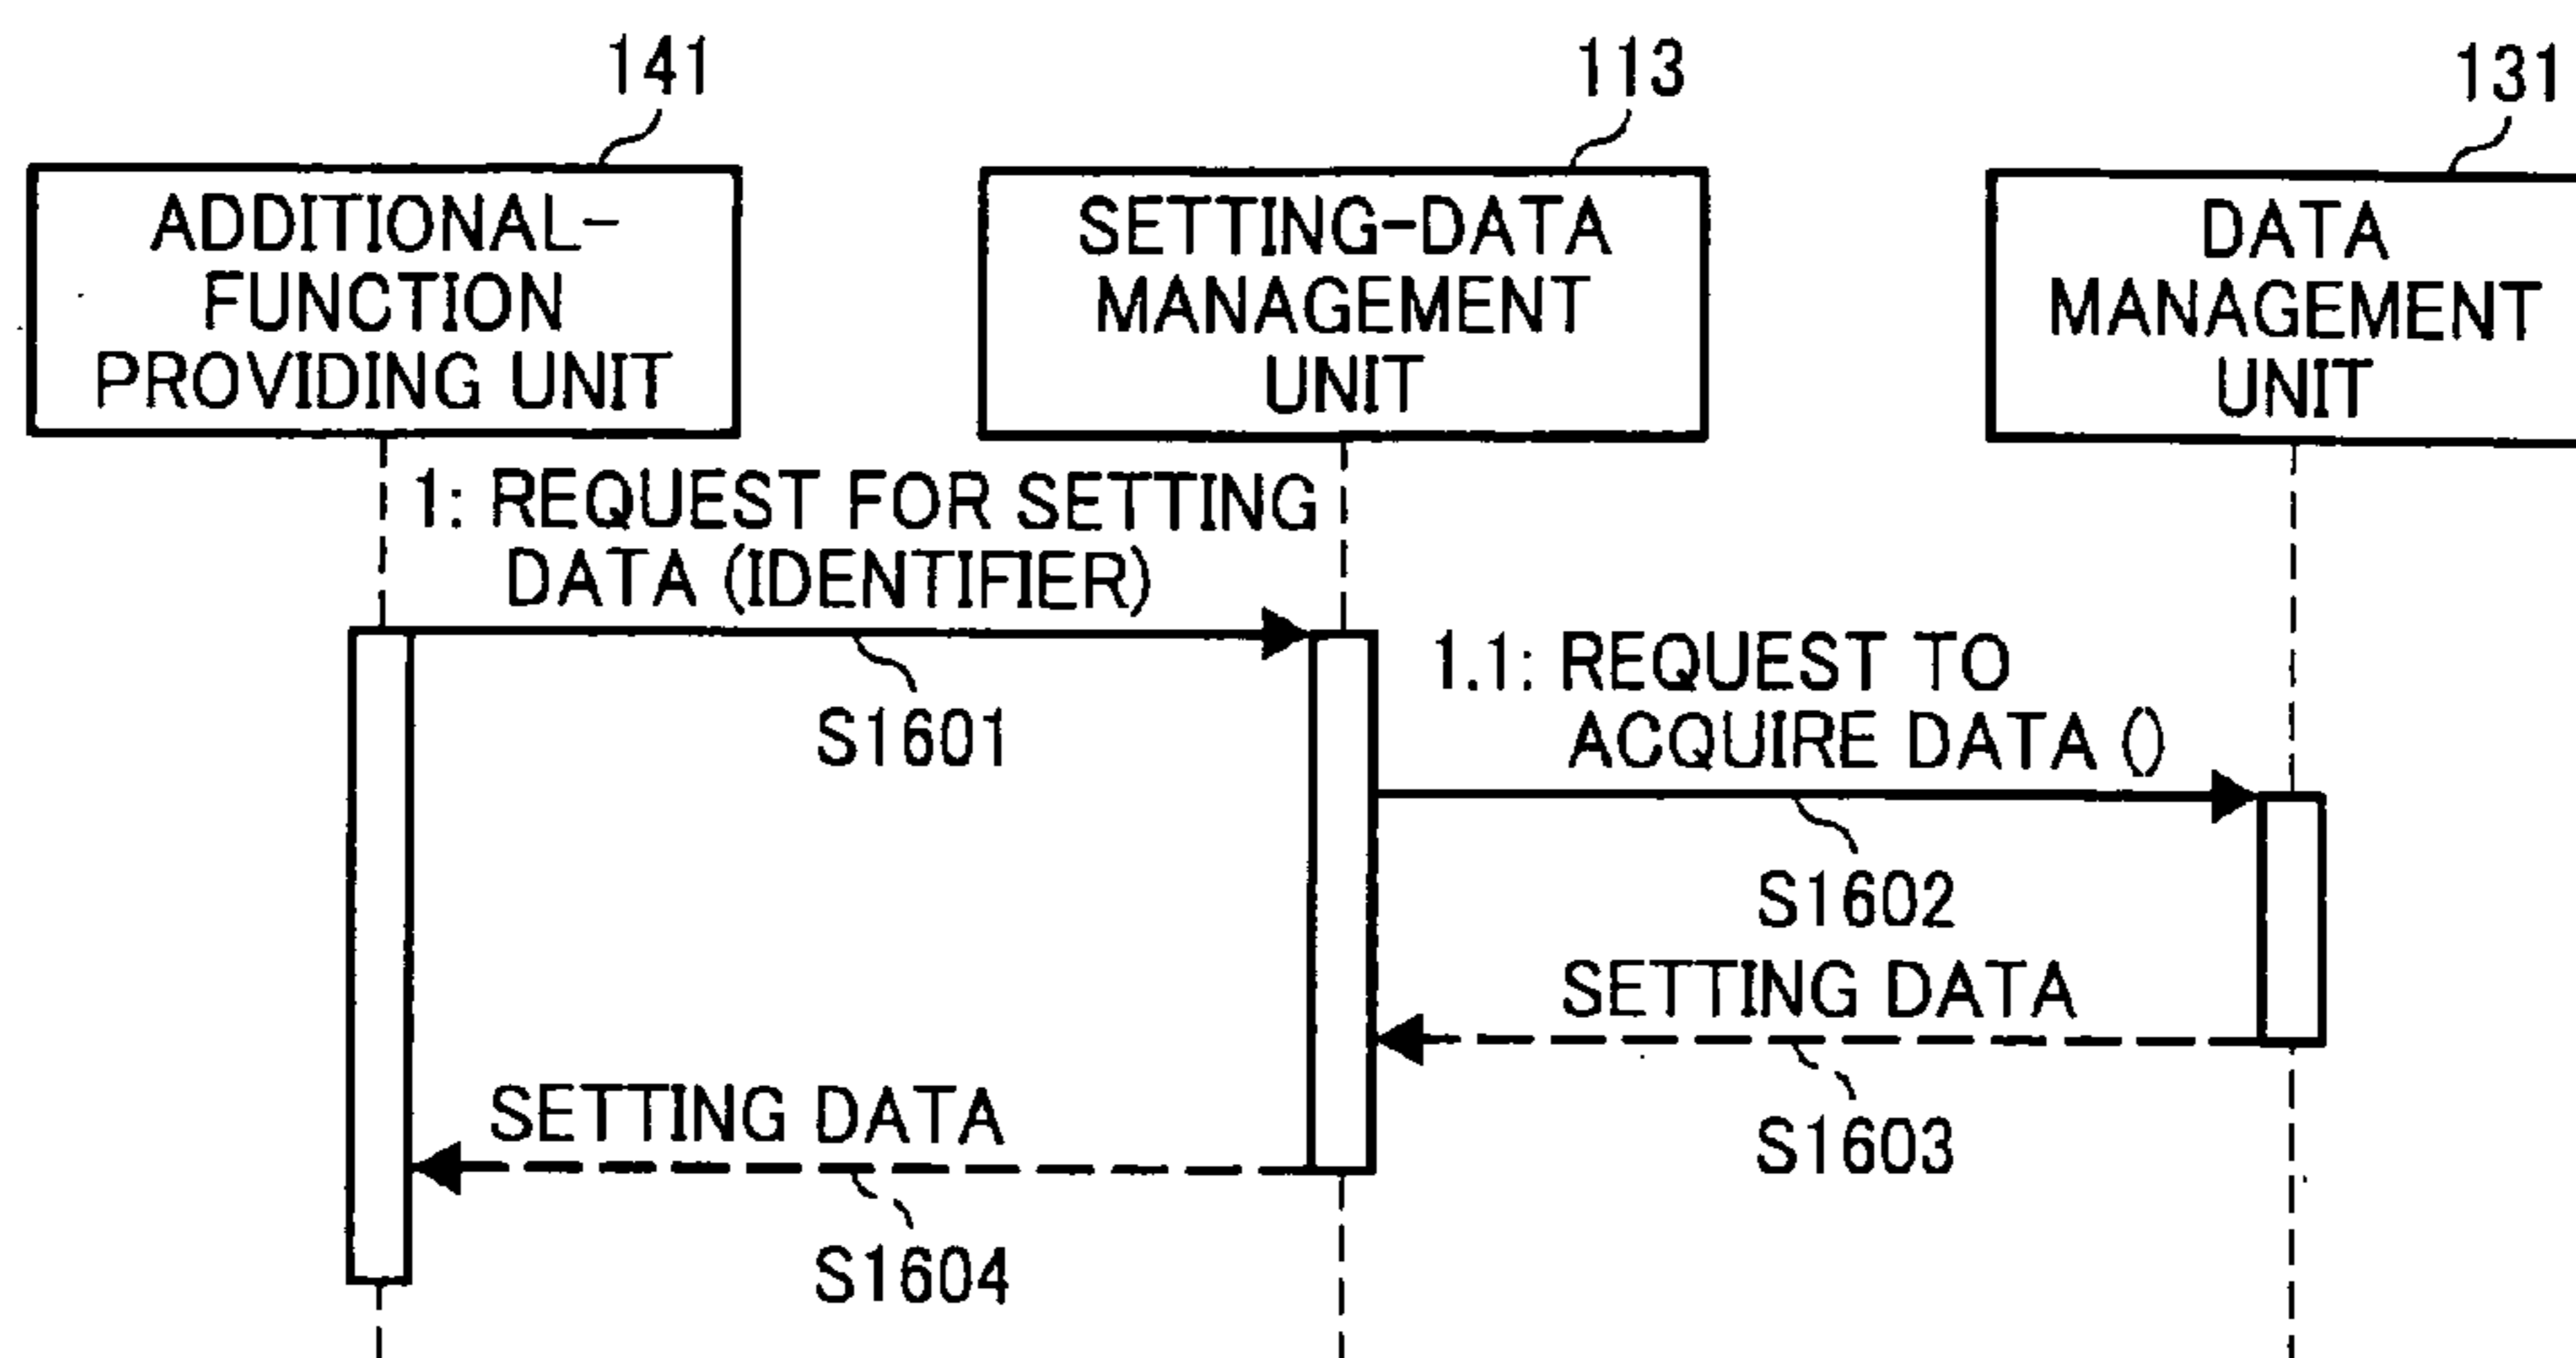 141
113
131
ADDITIONAL-
FUNCTION
PROVIDING UNIT
SETTING-DATA
MANAGEMENT
UNIT
DATA
MANAGEMENT
UNIT
1: REQUEST FOR SETTING
DATA (IDENTIFIER)
S1601
1.1: REQUEST TO
ACQUIRE DATA ()
S1602
SETTING DATA
S1603
SETTING DATA
S1604